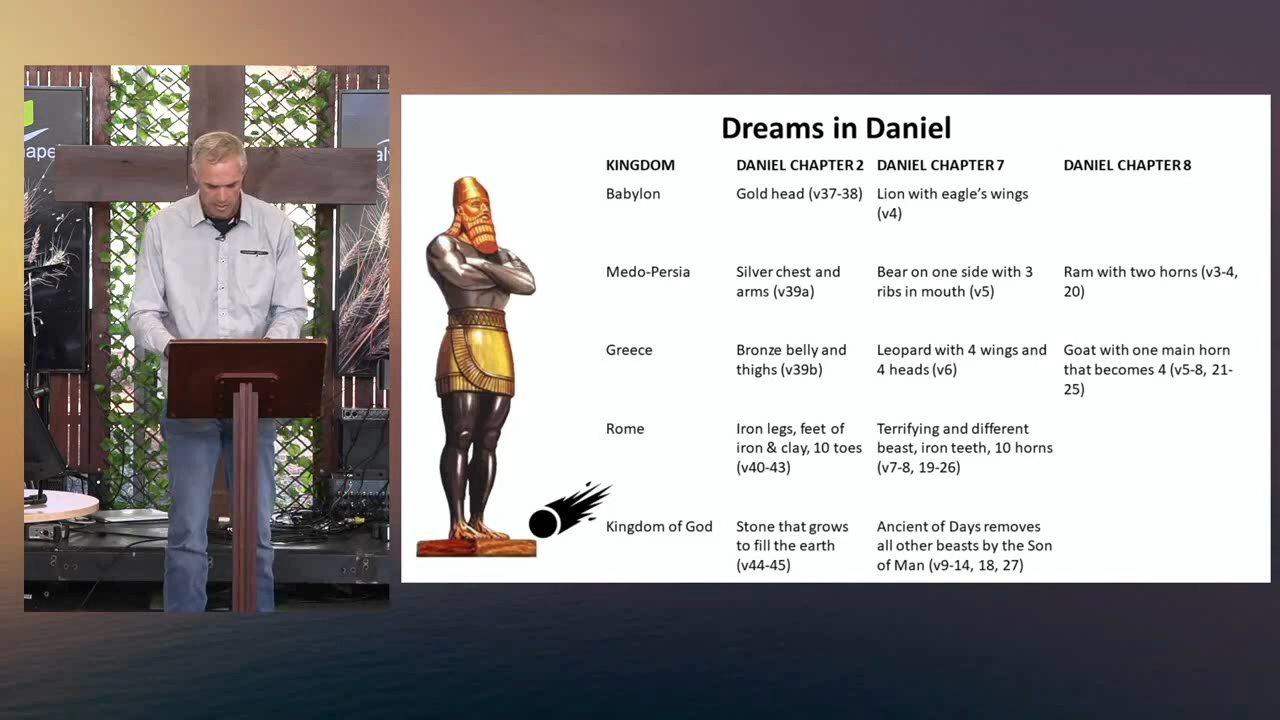 hape
alv
Dreams in Daniel
KINGDOM DANIEL CHAPTER 2 DANIEL CHAPTER 7 DANIEL CHAPTER 8
Babylon Gold head (v37-38) Lion with eagle’s wings
(v4)
Medo-Persia Silver chest and Bear on one side with 3 Ram with two horns (v3-4,
arms (v39a) ribs in mouth (v5) 20)
Greece Bronze belly and Leopard with 4 wings and Goat with one main horn
thighs (v39b) 4 heads (v6) that becomes 4 (v5-8, 21-
25)
Rome Iron legs, feet of Terrifying and different
iron & clay, 10 toes beast, iron teeth, 10 horns
(v40-43) (v7-8, 19-26)
Kingdom of God Stone that grows Ancient of Days removes
to fill the earth all other beasts by the Son
(v44-45) of Man (v9-14, 18, 27)